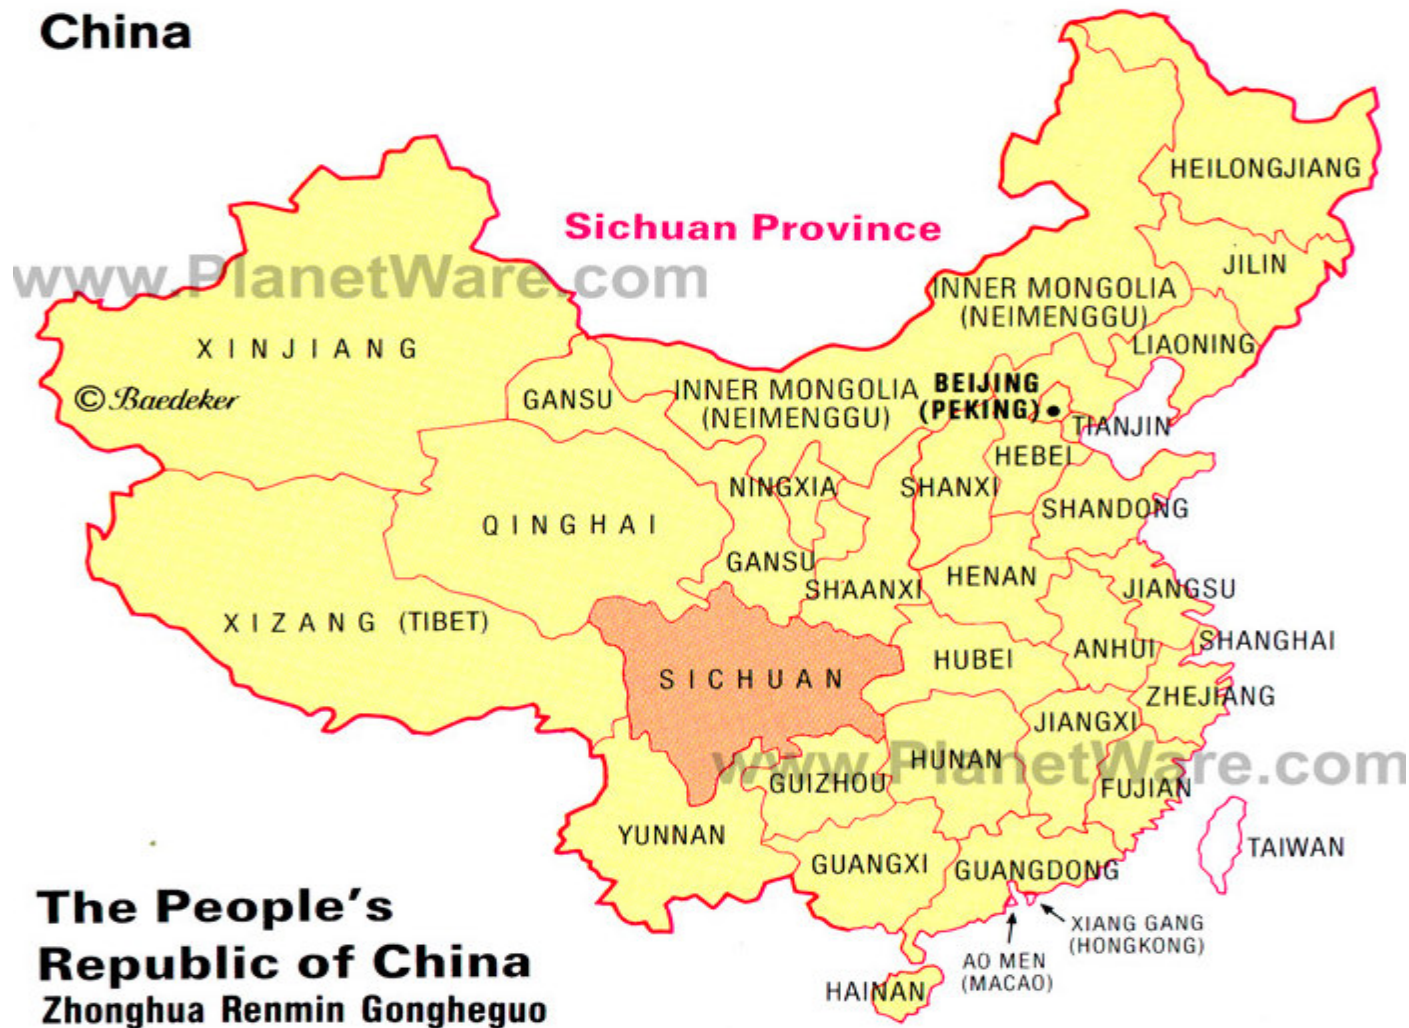 China
HEILONGJIANG
Sichuan Province
www.PlanetWare.com
JILIN
INNER MONGOLIA
(NEIMENGGU)
LIAONING
XINJIANG
© Baedeker
GANSU
INNER MONGOLIA
(NEIMENGGU)
BEIJING
(PEKING)
TIANJIN
HEBEI
NINGXIA
SHANXI
SHANDONG
QINGHAI
GANSU
SHAANXI
HENAN
JIANGSU
XIZANG (TIBET)
SICHUAN
HUBEI
ANHUI
SHANGHAI
ZHEJIANG
JIANGXI
www.PlanetWare.com
HUNAN
GUIZHOU
FUJIAN
YUNNAN
GUANGXI
GUANGDONG
TAIWAN
XIANG GANG
(HONGKONG)
AO MEN
(MACAO)
HAINAN
The People's
Republic of China
Zhonghua Renmin Gongheguo